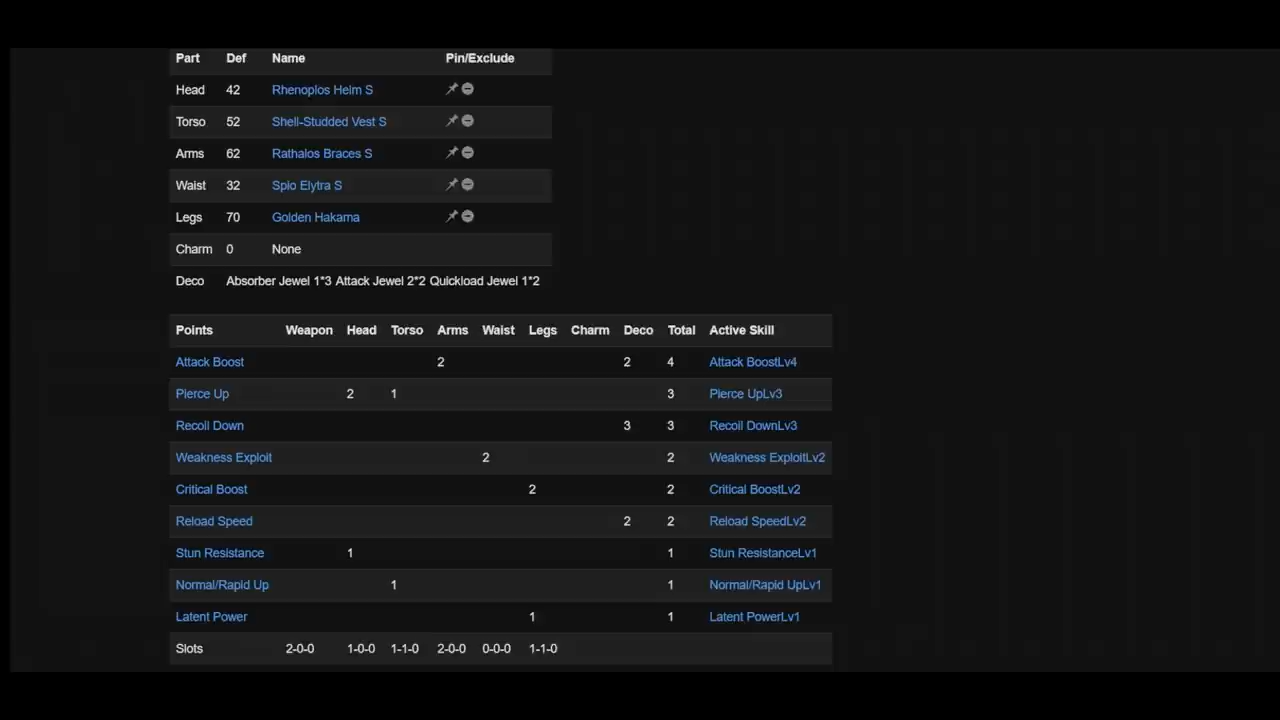 Part Def Name Pin/Exclude
Head 42 Rhenoplos Helm S
Torso 52 Shell-Studded Vest S
Arms 62 Rathalos Braces S
Waist 32 Spio Elytra S
Legs 70 Golden Hakama
Charm 0 None
Deco Absorber Jewel 1*3 Attack Jewel 2*2 Quickload Jewel 1*2
Points Weapon Head Torso Arms Waist Legs Charm Deco Total Active Skill
Attack Boost 2 2 4 Attack BoostLv4
Pierce Up 2 1 3 Pierce UpLv3
Recoil Down 3 3 Recoil DownLv3
Weakness Exploit 2 2 Weakness ExploitLv2
Critical Boost 2 2 Critical BoostLv2
Reload Speed 2 2 Reload SpeedLv2
Stun Resistance 1 1 Stun ResistanceLv1
Normal/Rapid Up 1 1 Normal/Rapid UpLv1
Latent Power 1 1 Latent PowerLv1
Slots 2-0-0 1-0-0 1-1-0 2-0-0 0-0-0 1-1-0